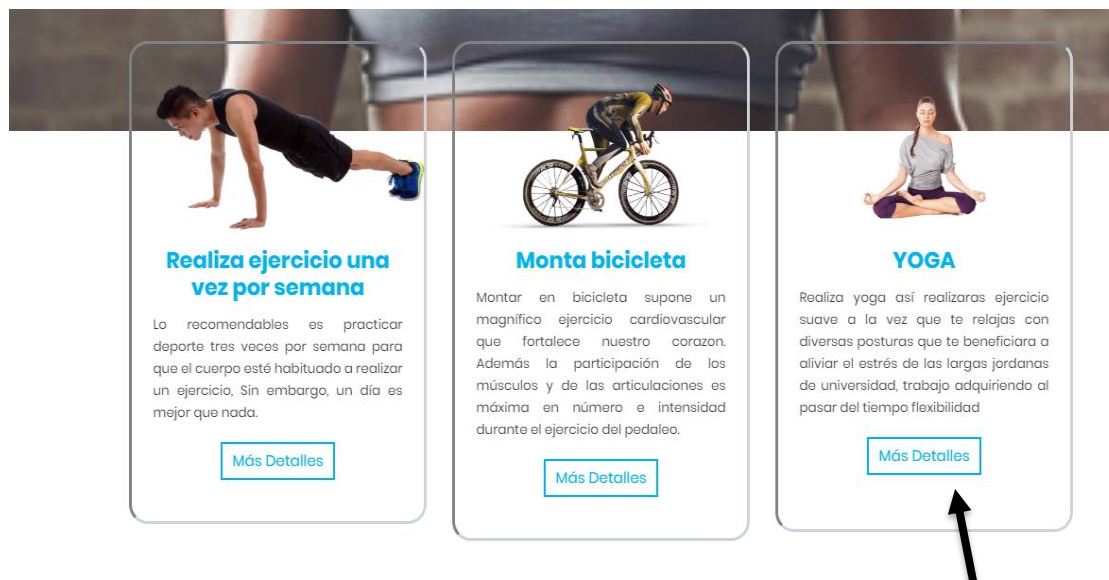 Realiza ejercicio una
vez por semana
Lo recomendables es practicar
deporte tres veces por semana para
que el cuerpo esté habituado a realizar
un ejercicio, Sin embargo, un día es
mejor que nada.
Más Detalles
Monta bicicleta
Montar en bicicleta supone un
magnífico ejercicio cardiovascular
que fortalece nuestro corazon.
Además la participación de los
músculos y de las articulaciones es
máxima en número e intensidad
durante el ejercicio del pedaleo.
Más Detalles
YOGA
Realiza yoga así realizaras ejercicio
suave a la vez que te relajas con
diversas posturas que te beneficiara a
aliviar el estrés de las largas jordanas
de universidad, trabajo adquiriendo al
pasar del tiempo flexibilidad
Más Detalles